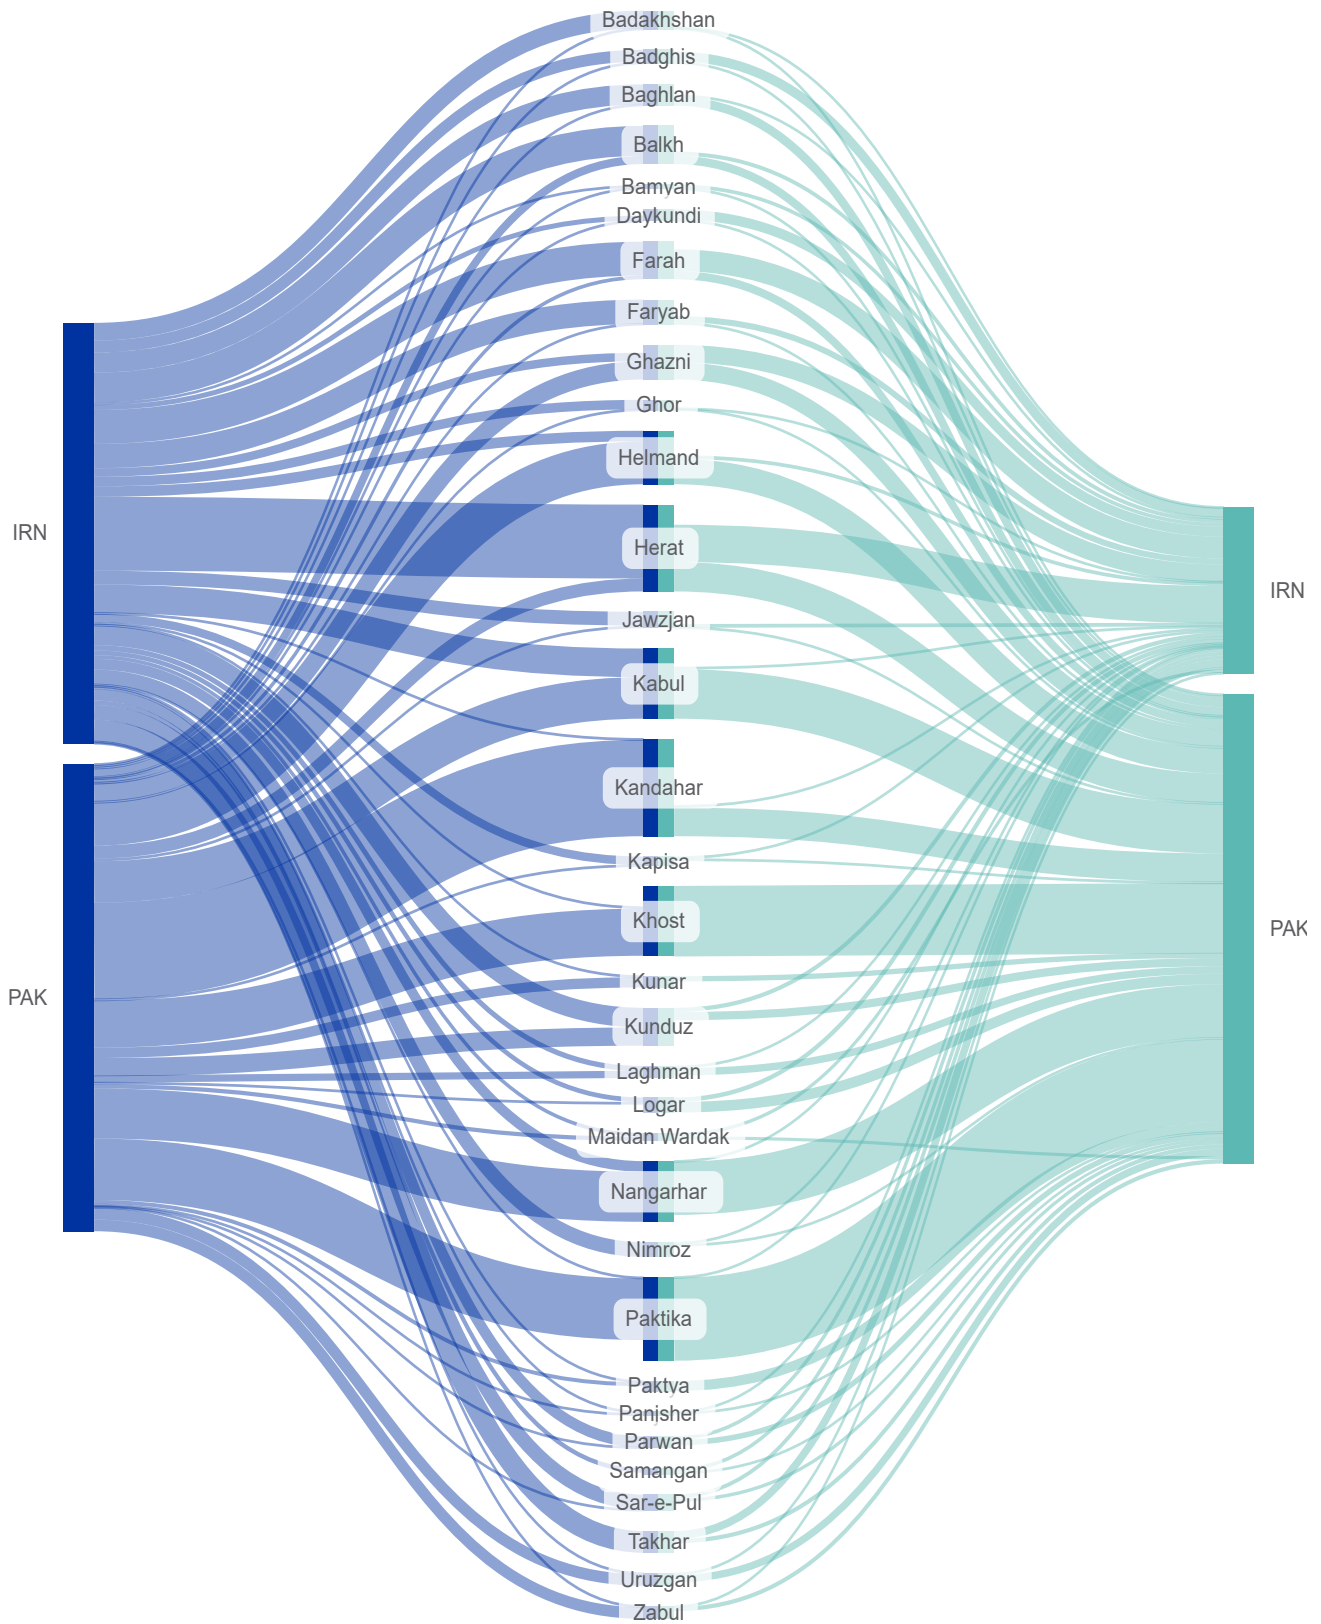 IRN
PAK
Badakhshan
Badghis
Baghlan
Balkh
Bamyan
Daykundi
Farah
Faryab
Ghazni
Ghor
Helmand
Herat
Jawzjan
Kabul
Kandahar
Kapisa
Khost
Kunar
Kunduz
Laghman
Logar
Maidan Wardak
Nangarhar
Nimroz
Paktika
Paktya
Panjsher
Parwan
Samangan
Sar-e-Pul
Takhar
Uruzgan
Zabul
IRN
PAK